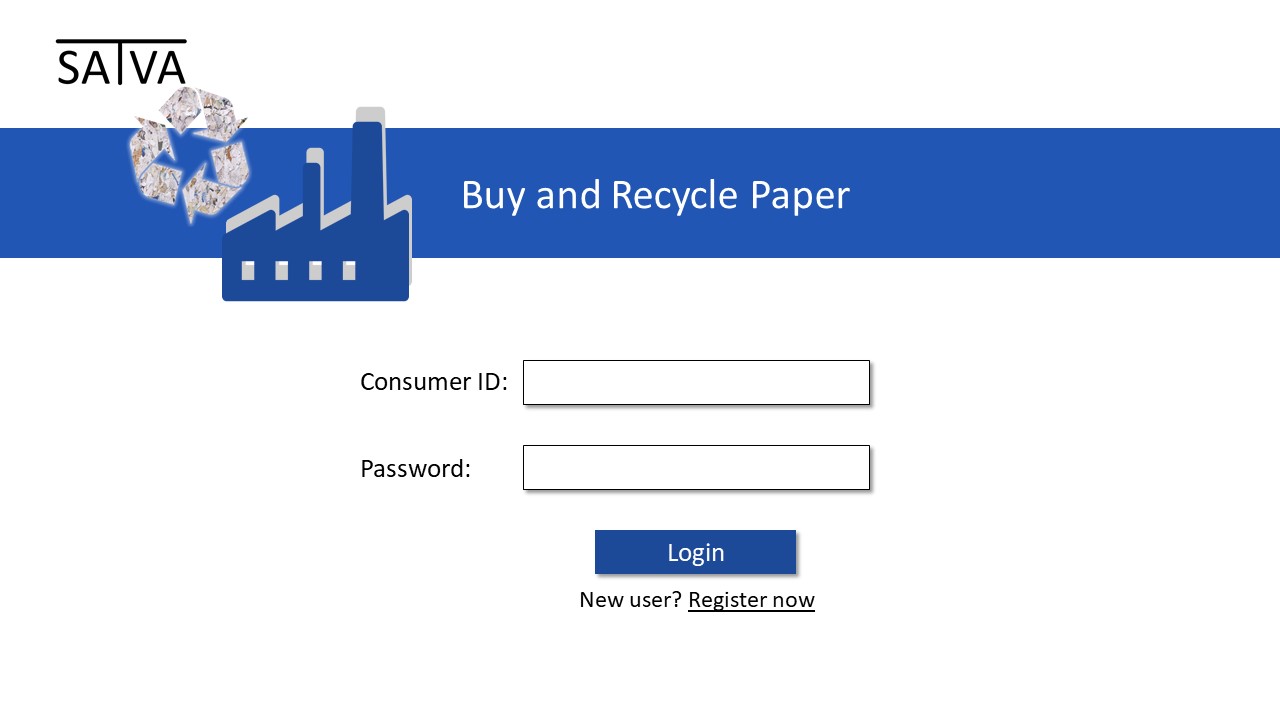 SATVA
Buy and Recycle Paper
Consumer ID:
Password:
Login
New user? Register now